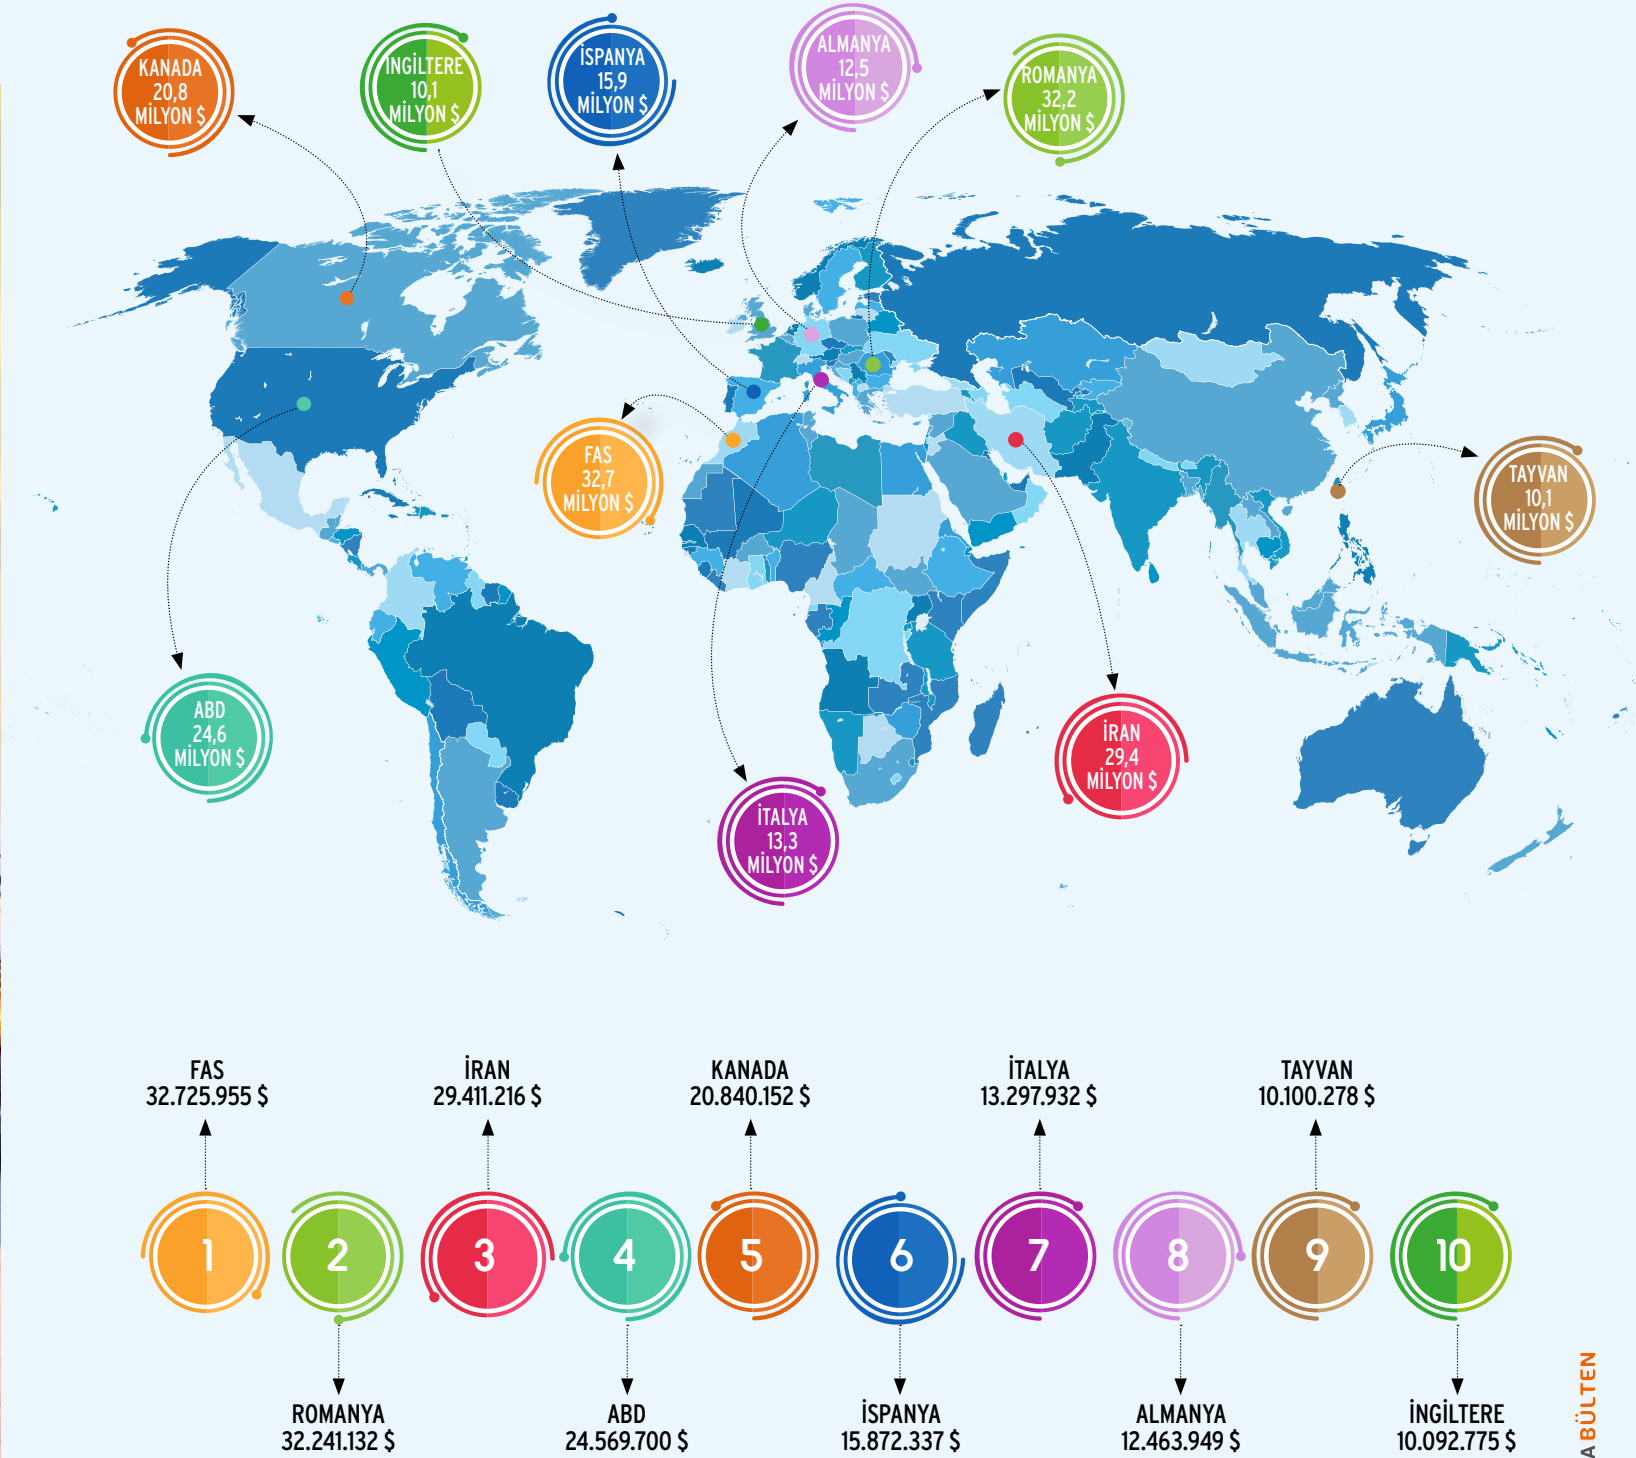 KANADA
20,8
MİLYON $
İNGİLTERE
10,1
MİLYON $
İSPANYA
15,9
MİLYON $
ALMANYA
12,5
MİLYON $
ROMANYA
32,2
MİLYON $
FAS
32,7
MİLYON $
TAYVAN
10,1
MİLYON $
ABD
24,6
MİLYON $
İRAN
29,4
MİLYON $
İTALYA
13,3
MİLYON $
FAS
32.725.955 $
İRAN
29.411.216 $
KANADA
20.840.152 $
İTALYA
13.297.932 $
TAYVAN
10.100.278 $
1
2
3
4
5
6
7
8
9
10
ROMANYA
32.241.132 $
ABD
24.569.700 $
İSPANYA
15.872.337 $
ALMANYA
12.463.949 $
İNGİLTERE
10.092.775 $
A BÜLTEN